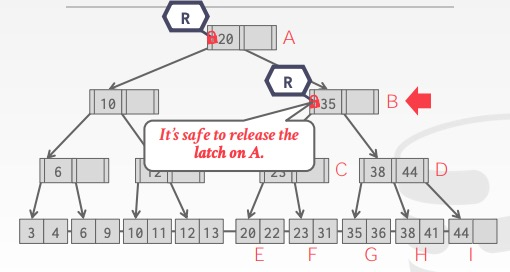 R
20 A
R
10
35 B
It's safe to release the
latch on A.
6
12
23 C
38 44 D
3 4 6 9 10 11 12 13 20 22 23 31 35 36 38 41 44
E F G H I